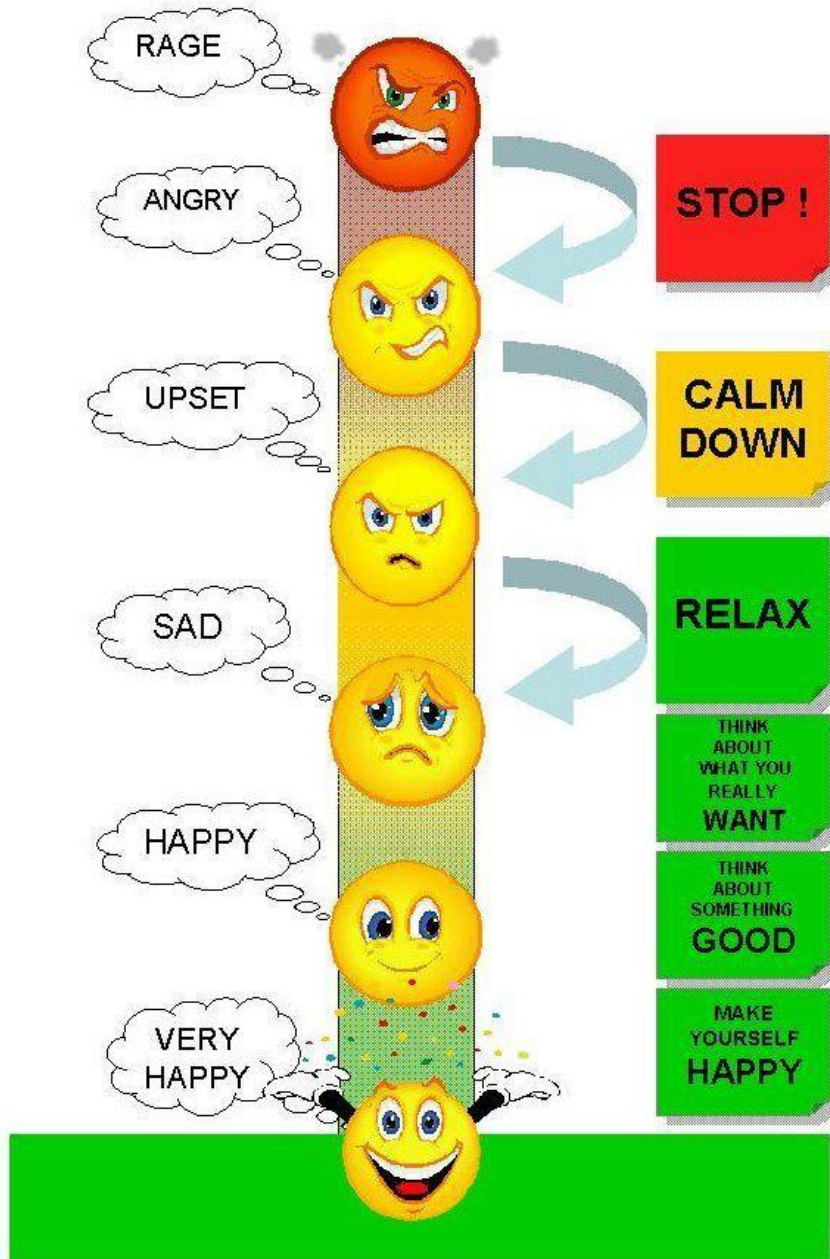 RAGE
ANGRY
UPSET
SAD
HAPPY
VERY
HAPPY
STOP !
CALM
DOWN
RELAX
THINK
ABOUT
WHAT YOU
REALLY
WANT
THINK
ABOUT
SOMETHING
GOOD
MAKE
YOURSELF
HAPPY